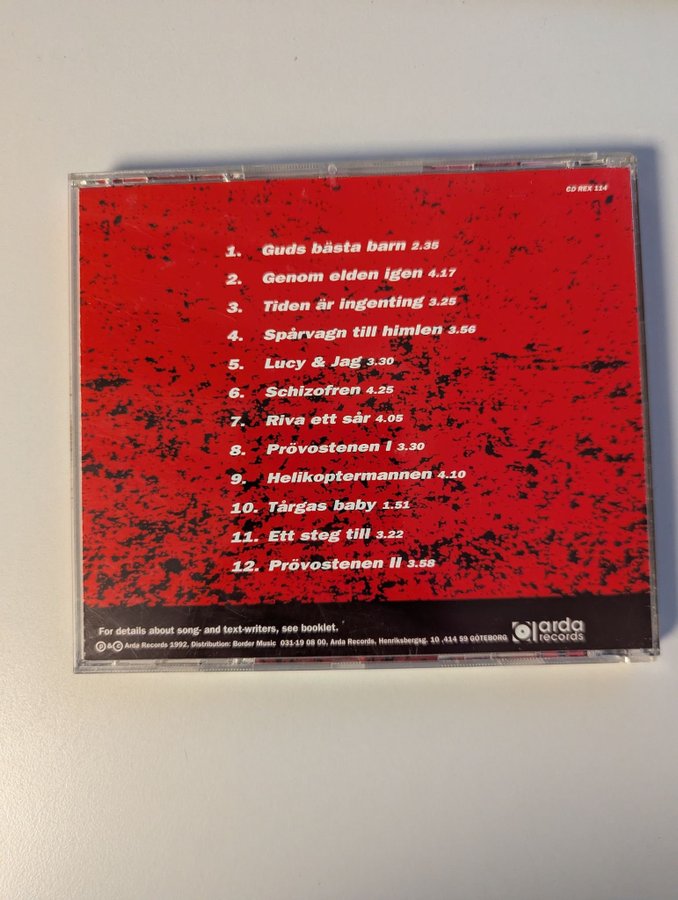 CD REX 114
1. Guds bästa barn 2.35
2. Genom elden igen 4.17
3. Tiden är ingenting 3.25
4. Spårvagn till himlen 3.56
5. Lucy & Jag 3.30
6. Schizofren 4.25
7. Riva ett sår 4.05
8. Prövostenen I 3.30
9. Helikoptermannen 4.10
10. Tårgas baby 1.51
11. Ett steg till 3.22
12. Prövostenen II 3.58
For details about song- and text-writers, see booklet.
℗ & © Arda Records 1992. Distribution: Border Music 031-19 08 00. Arda Records, Henriksbergsg. 10 ,414 59 GÖTEBORG
arda
records